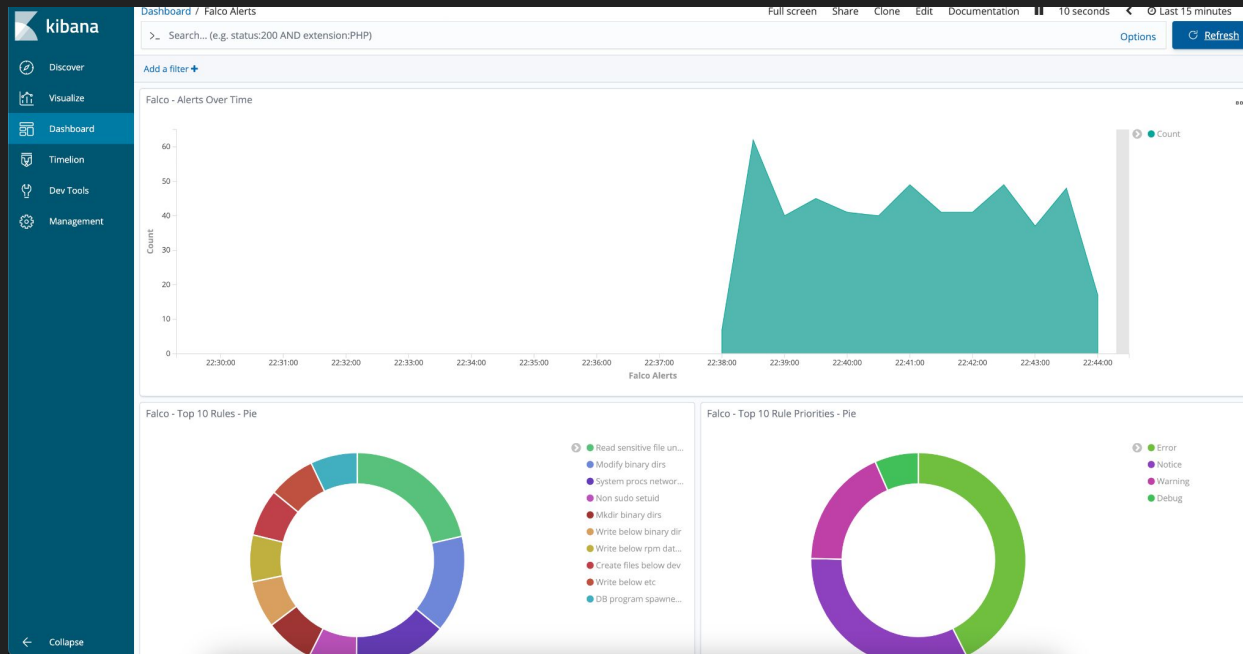 kibana
Discover
Visualize
Dashboard
Timelion
Dev Tools
Management
Collapse
Dashboard / Falco Alerts
Full screen Share Clone Edit Documentation 10 seconds Last 15 minutes
>_ Search... (e.g. status:200 AND extension:PHP)
Options
Refresh
Add a filter +
Falco - Alerts Over Time
Count
60
50
40
30
20
10
0
Count
22:30:00 22:31:00 22:32:00 22:33:00 22:34:00 22:35:00 22:36:00 22:37:00 22:38:00 22:39:00 22:40:00 22:41:00 22:42:00 22:43:00 22:44:00
Falco Alerts
Falco - Top 10 Rules - Pie
Read sensitive file un...
Modify binary dirs
System procs networ...
Non sudo setuid
Mkdir binary dirs
Write below binary dir
Write below rpm dat...
Create files below dev
Write below etc
DB program spawne...
Falco - Top 10 Rule Priorities - Pie
Error
Notice
Warning
Debug